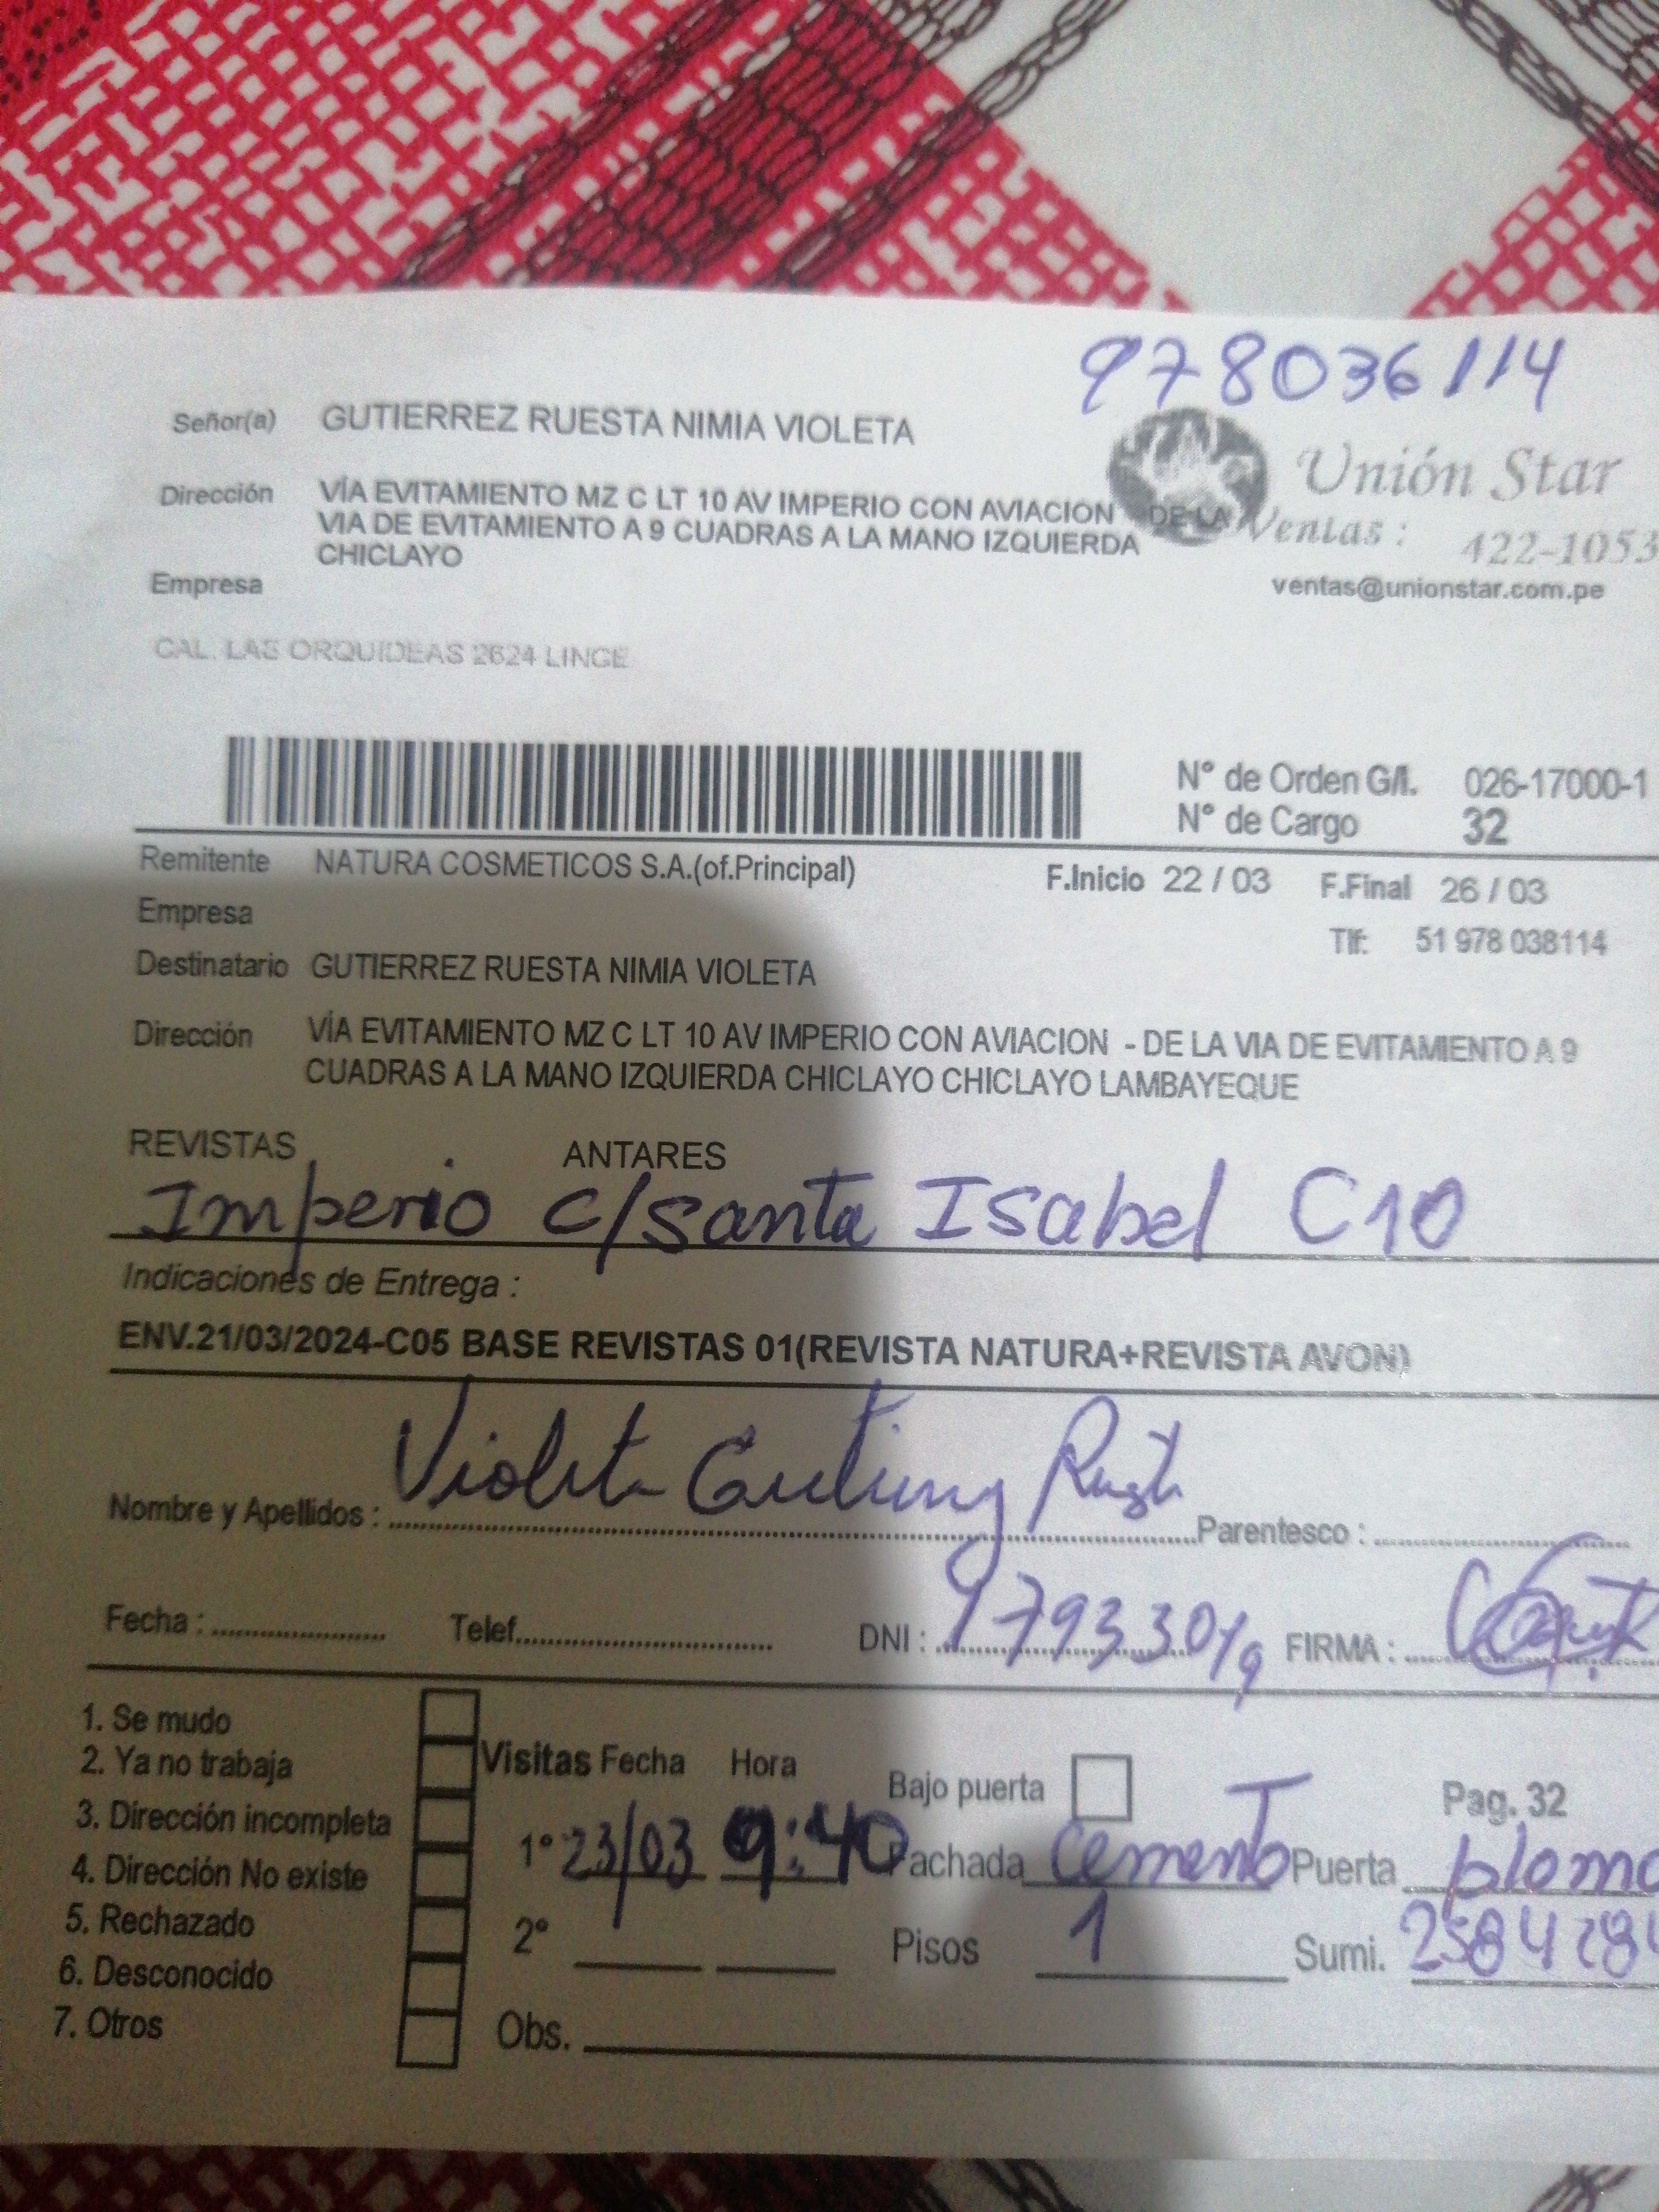 978036114
Señor(a) GUTIERREZ RUESTA NIMIA VIOLETA
Unión Star
Dirección VÍA EVITAMIENTO MZ C LT 10 AV IMPERIO CON AVIACION DE LA
VIA DE EVITAMIENTO A 9 CUADRAS A LA MANO IZQUIERDA
CHICLAYO
Ventas : 422-1053
Empresa
ventas@unionstar.com.pe
CAL. LAS ORQUIDEAS 2624 LINCE
N° de Orden G/I. 026-17000-1
N° de Cargo 32
Remitente NATURA COSMETICOS S.A.(of.Principal) F.Inicio 22 / 03 F.Final 26 / 03
Empresa
Tlf: 51 978 038114
Destinatario GUTIERREZ RUESTA NIMIA VIOLETA
Dirección VÍA EVITAMIENTO MZ C LT 10 AV IMPERIO CON AVIACION - DE LA VIA DE EVITAMIENTO A 9
CUADRAS A LA MANO IZQUIERDA CHICLAYO CHICLAYO LAMBAYEQUE
REVISTAS ANTARES
Imperio c/santa Isabel C10
Indicaciones de Entrega :
ENV.21/03/2024-C05 BASE REVISTAS 01(REVISTA NATURA+REVISTA AVON)
Nombre y Apellidos : Violeta Parentesco :
Fecha : Telef. DNI : FIRMA :
1. Se mudo
2. Ya no trabaja
3. Dirección incompleta
4. Dirección No existe
5. Rechazado
6. Desconocido
7. Otros
Visitas Fecha Hora
1° 23/03 9:40
2°
Obs.
Bajo puerta Pag. 32
Fachada cemento Puerta plomo
Pisos 1 Sumi.